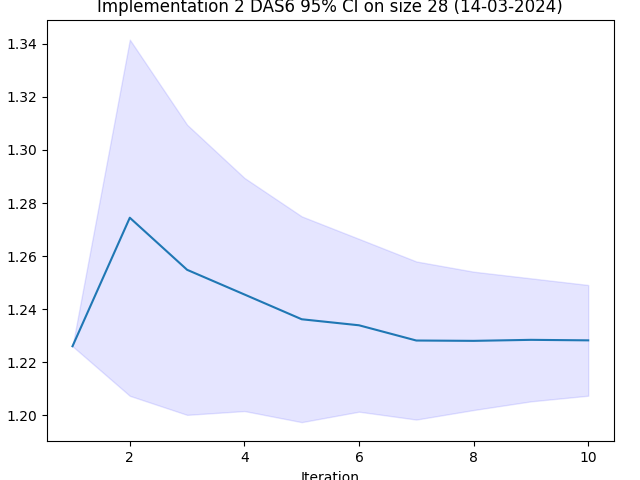 Implementation 2 DAS6 95% CI on size 28 (14-03-2024)
1.34
1.32
1.30
1.28
1.26
1.24
1.22
1.20
2 4 6 8 10
Iteration